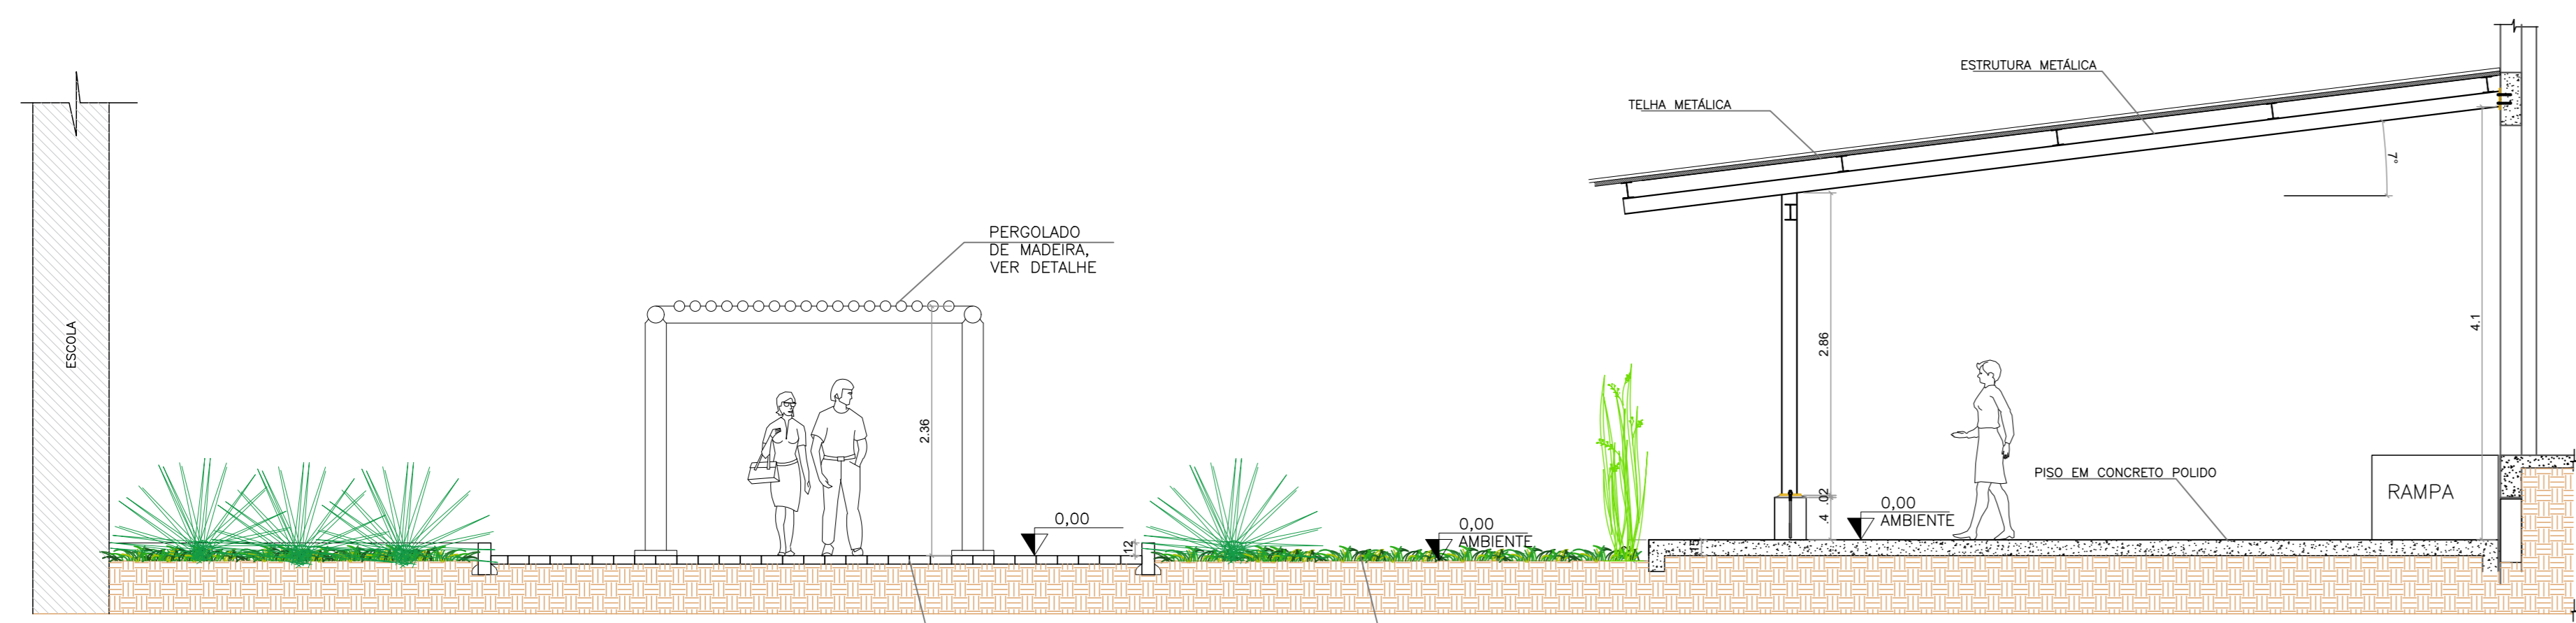 ESTRUTURA METÁLICA
TELHA METÁLICA
7°
PERGOLADO
DE MADEIRA,
VER DETALHE
ESCOLA
2.36
2.86
4.1
PISO EM CONCRETO POLIDO
RAMPA
.02
.4
0,00
AMBIENTE
0,00
0,00
AMBIENTE
.12
.15